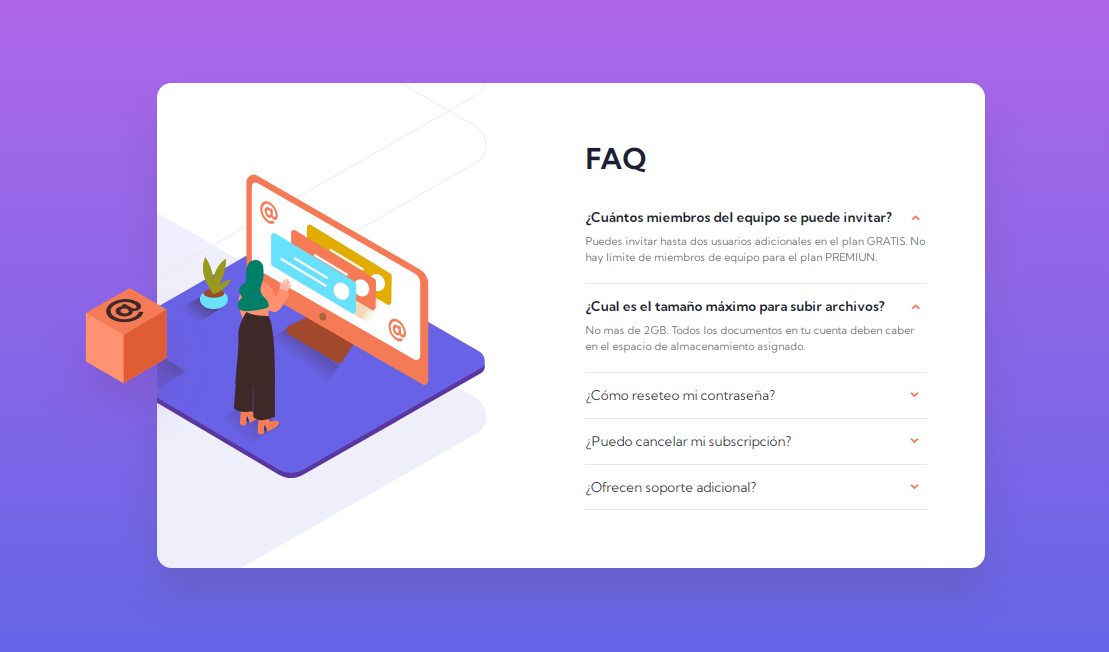 FAQ
¿Cuántos miembros del equipo se puede invitar?
Puedes invitar hasta dos usuarios adicionales en el plan GRATIS. No
hay límite de miembros de equipo para el plan PREMIUN.
¿Cual es el tamaño máximo para subir archivos?
No mas de 2GB. Todos los documentos en tu cuenta deben caber
en el espacio de almacenamiento asignado.
¿Cómo reseteo mi contraseña?
¿Puedo cancelar mi subscripción?
¿Ofrecen soporte adicional?
@
@
@